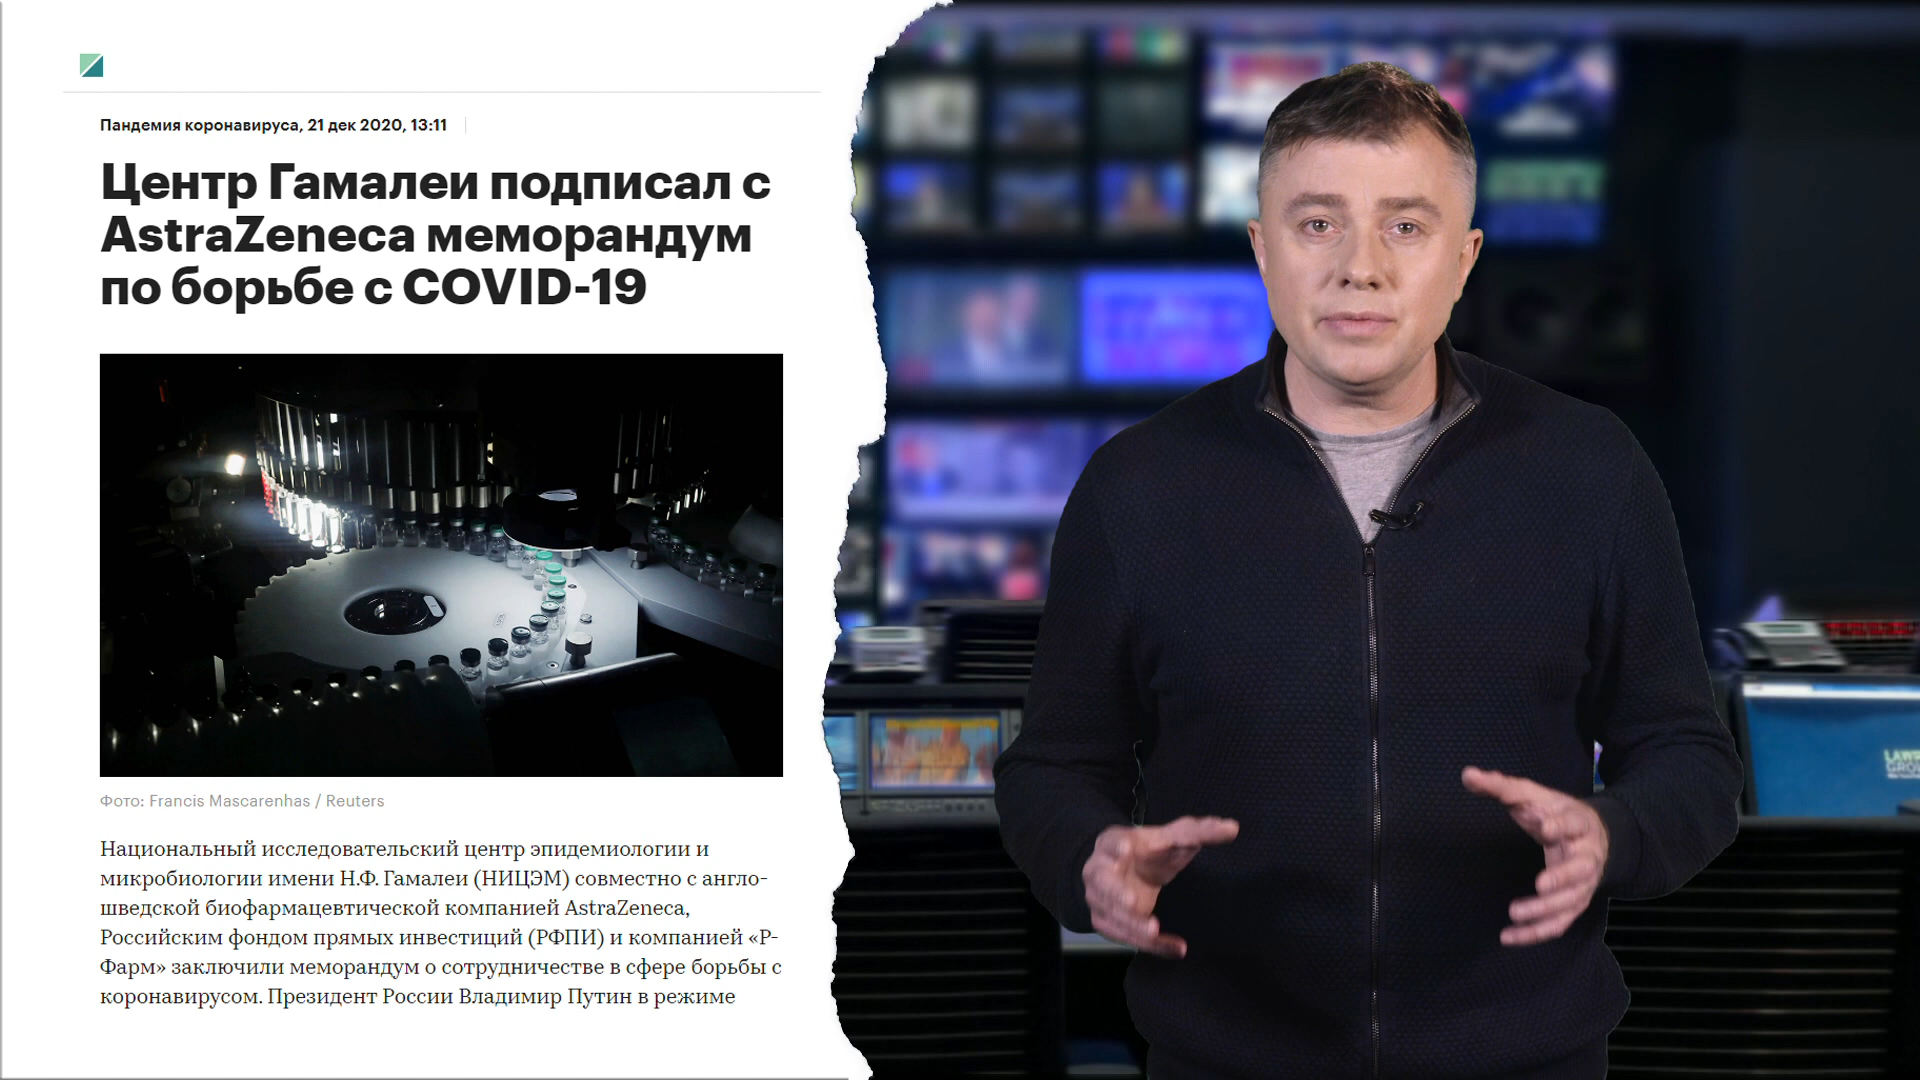 Пандемия коронавируса, 21 дек 2020, 13:11
Центр Гамалеи подписал с
AstraZeneca меморандум
по борьбе с COVID-19
Фото: Francis Mascarenhas / Reuters
Национальный исследовательский центр эпидемиологии и
микробиологии имени Н.Ф. Гамалеи (НИЦЭМ) совместно с англо-
шведской биофармацевтической компанией AstraZeneca,
Российским фондом прямых инвестиций (РФПИ) и компанией «Р-
Фарм» заключили меморандум о сотрудничестве в сфере борьбы с
коронавирусом. Президент России Владимир Путин в режиме